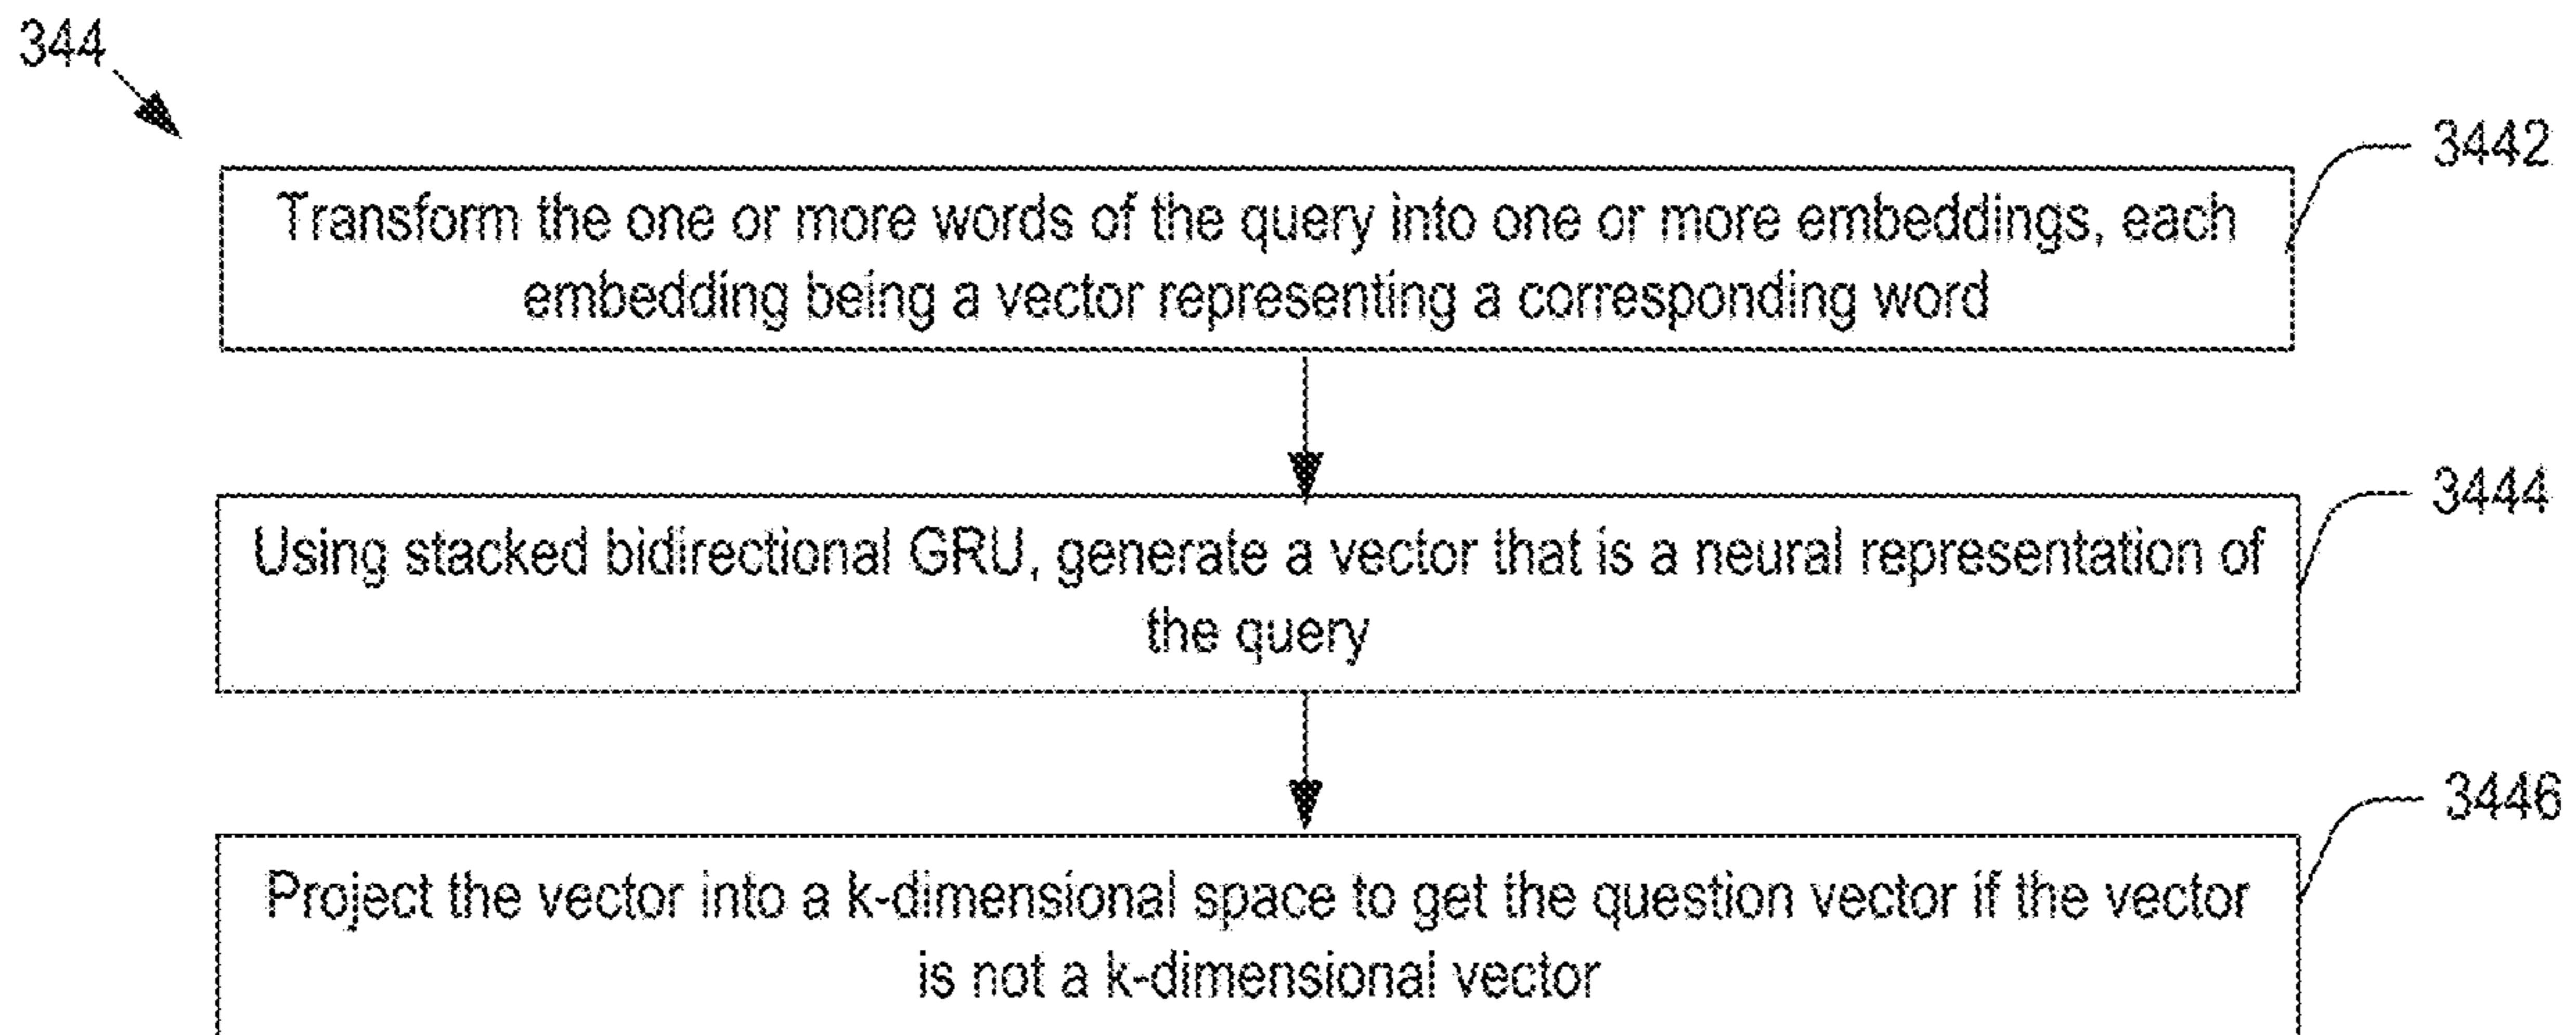 344
3442
Transform the one or more words of the query into one or more embeddings, each
embedding being a vector representing a corresponding word
3444
Using stacked bidirectional GRU, generate a vector that is a neural representation of
the query
3446
Project the vector into a k-dimensional space to get the question vector if the vector
is not a k-dimensional vector